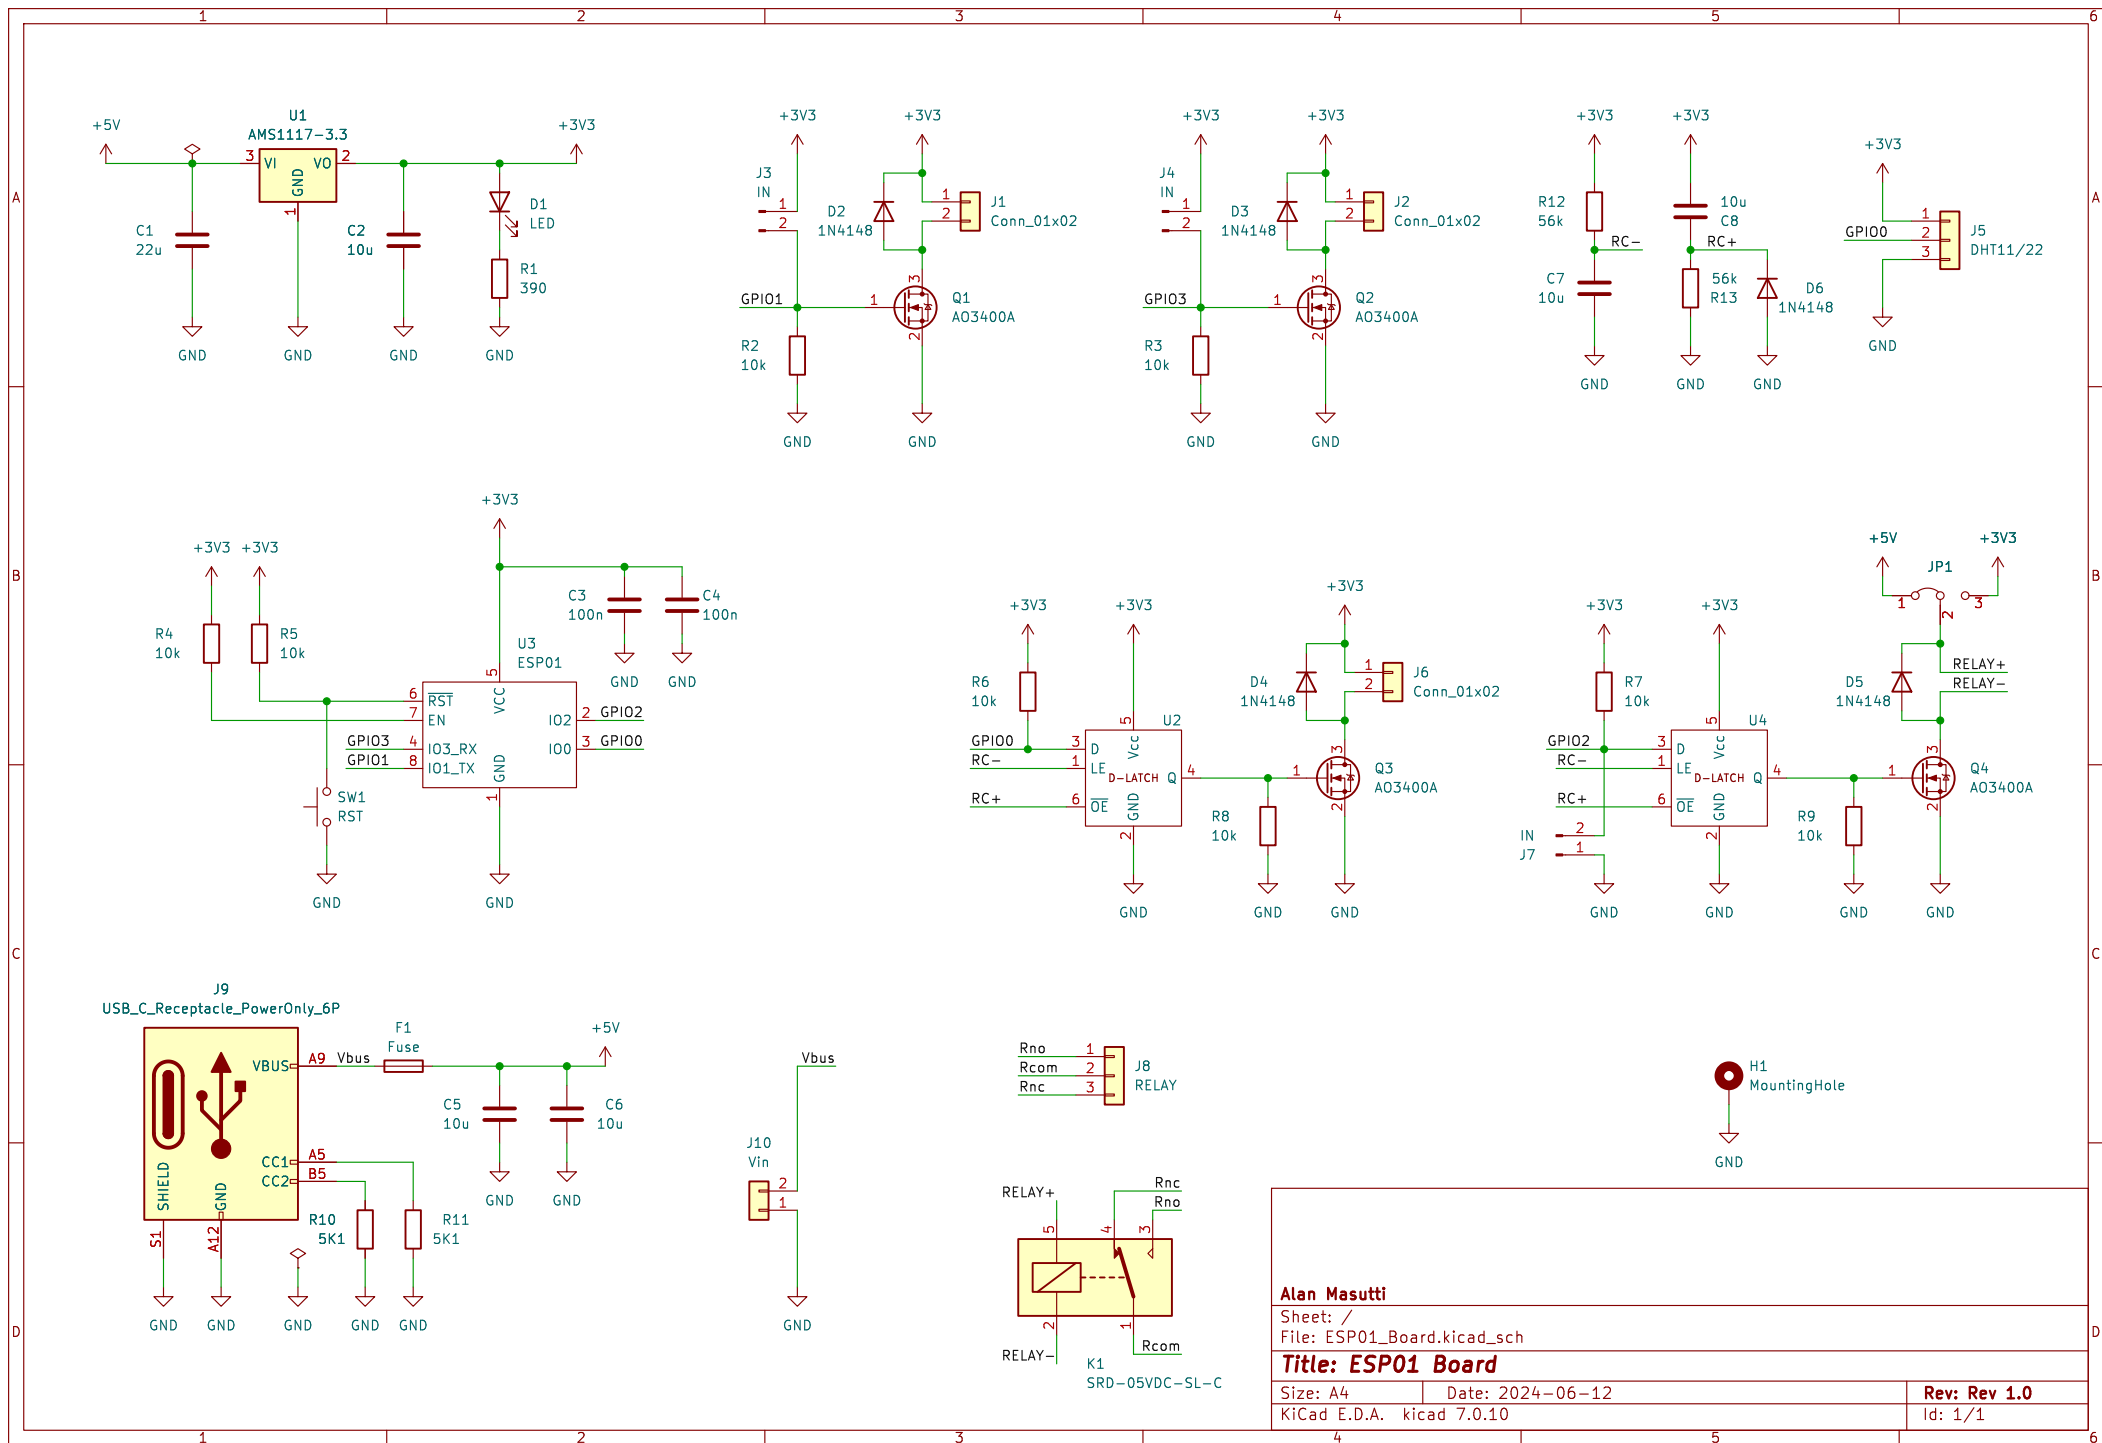 1 2 3 4 5 6
A
B
C
D
A
B
C
D
1 2 3 4 5 6
+5V
U1
AMS1117-3.3
3 VI VO 2
GND
1
+3V3
C1
22u
C2
10u
D1
LED
R1
390
GND GND GND GND
+3V3 +3V3
J3
IN
1
2
D2
1N4148
1
2
J1
Conn_01x02
GPIO1
1
3
2
Q1
AO3400A
R2
10k
GND GND
+3V3 +3V3
J4
IN
1
2
D3
1N4148
1
2
J2
Conn_01x02
GPIO3
1
3
2
Q2
AO3400A
R3
10k
GND GND
+3V3 +3V3
R12
56k
10u
C8
RC- RC+
C7
10u
56k
R13
D6
1N4148
GND GND GND
+3V3
GPIO0
1
2
3
J5
DHT11/22
GND
+3V3
+3V3 +3V3
R4
10k
R5
10k
C3
100n
C4
100n
GND GND
U3
ESP01
5
VCC
6 RST
7 EN
GPIO3 4 IO3_RX
GPIO1 8 IO1_TX
IO2 2 GPIO2
IO0 3 GPIO0
GND
1
SW1
RST
GND GND
+3V3 +3V3 +3V3
R6
10k
U2
5
Vcc
GPIO0 3 D
RC- 1 LE
D-LATCH Q 4
RC+ 6 OE
GND
2
D4
1N4148
1
2
J6
Conn_01x02
1
3
2
Q3
AO3400A
R8
10k
GND GND GND
+3V3 +3V3
+5V +3V3
JP1
1 2 3
R7
10k
U4
5
Vcc
GPIO2 3 D
RC- 1 LE
D-LATCH Q 4
RC+ 6 OE
GND
2
IN 2
J7 1
D5
1N4148
RELAY+
RELAY-
1
3
2
Q4
AO3400A
R9
10k
GND GND GND GND
J9
USB_C_Receptacle_PowerOnly_6P
VBUS A9 Vbus
F1
Fuse
+5V
C5
10u
C6
10u
GND GND
CC1 A5
CC2 B5
SHIELD
GND
S1
A12
R10
5K1
R11
5K1
GND GND GND GND GND
Vbus
J10
Vin
2
1
GND
Rno 1
Rcom 2
Rnc 3
J8
RELAY
RELAY+
Rnc
Rno
5 4 3
2 1
RELAY-
Rcom
K1
SRD-05VDC-SL-C
H1
MountingHole
GND
Alan Masutti
Sheet: /
File: ESP01_Board.kicad_sch
Title: ESP01 Board
Size: A4 Date: 2024-06-12 Rev: Rev 1.0
KiCad E.D.A. kicad 7.0.10 Id: 1/1